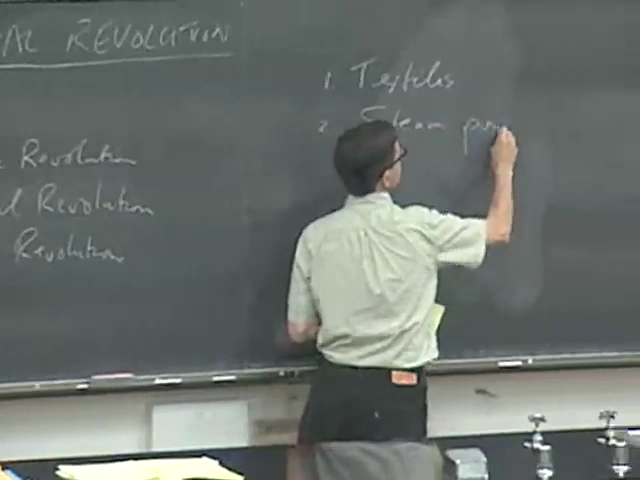 AL REVOLUTION
1. Textiles
2. Steam
Revolution
Revolution
Revolution